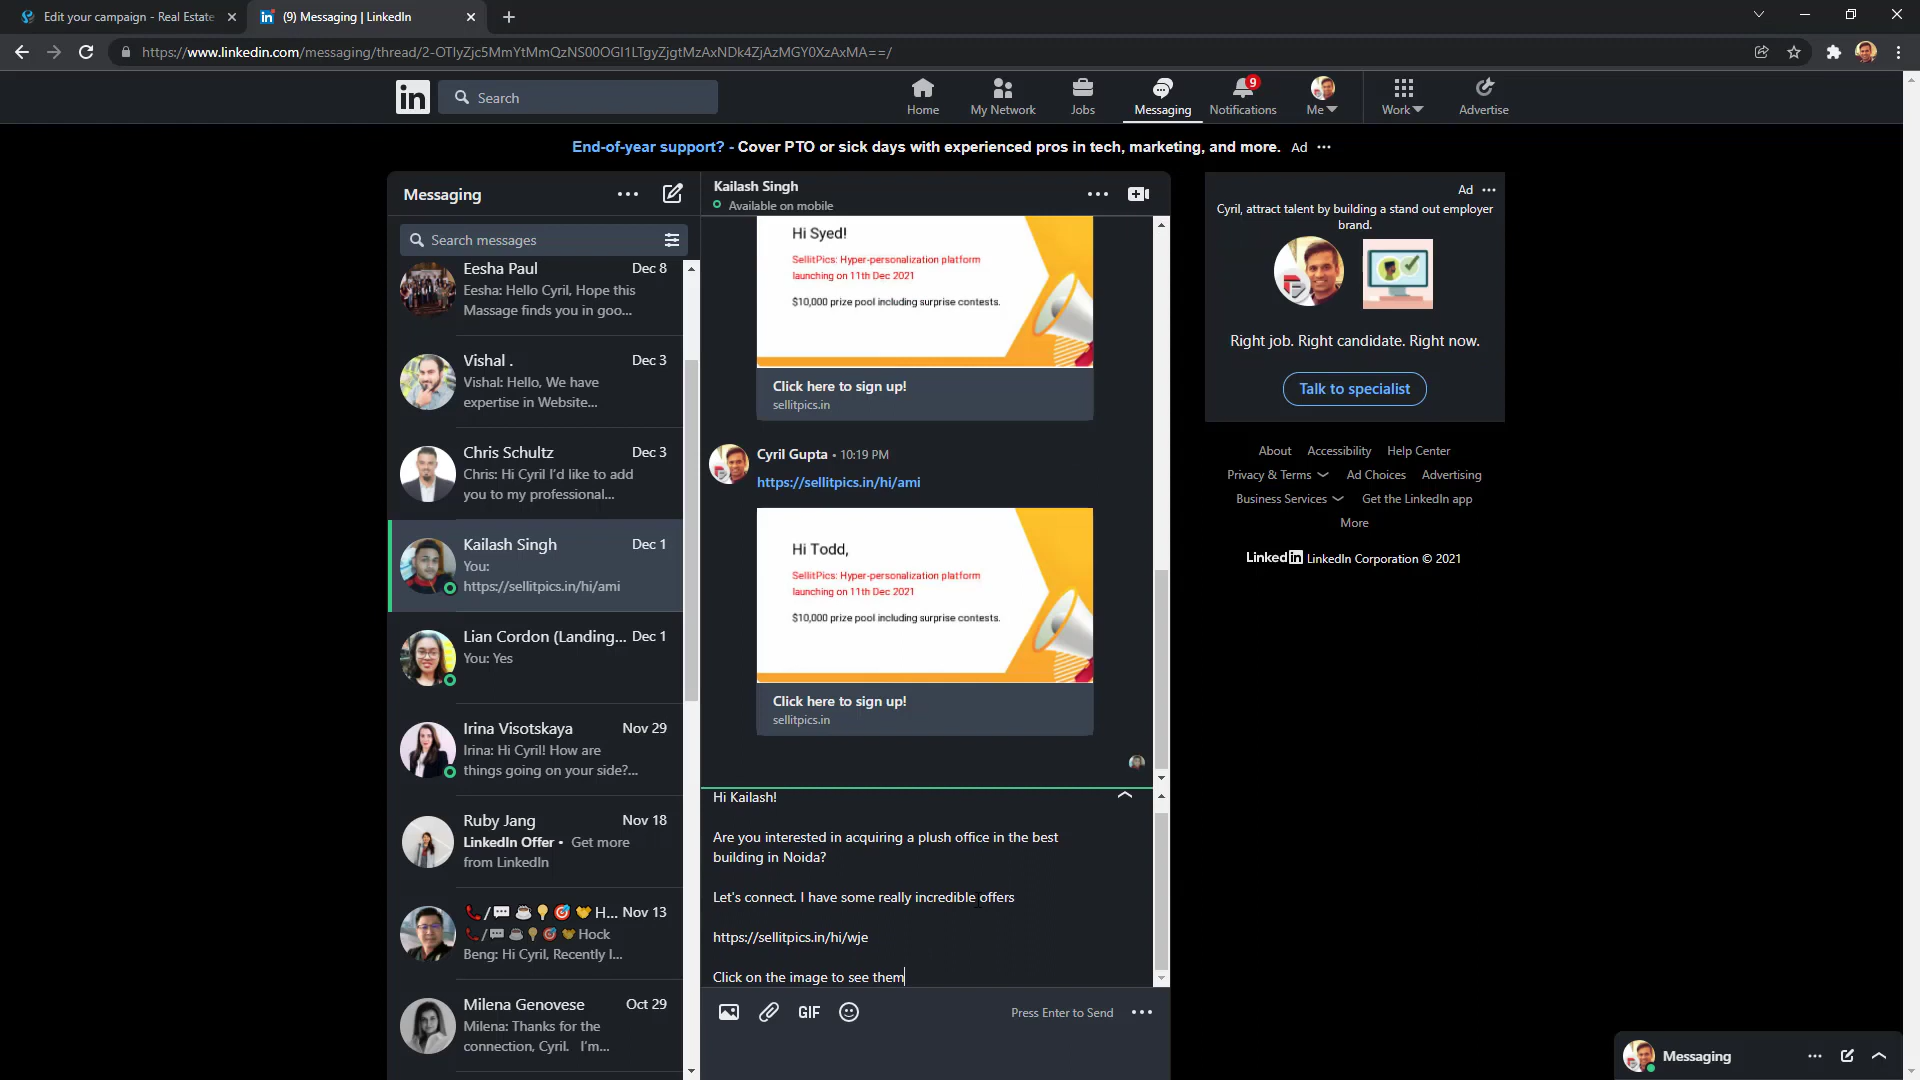 Edit your campaign - Real Estate
(9) Messaging | LinkedIn
https://www.linkedin.com/messaging/thread/2-OTIyZjc5MmYtMmQzNS00OGI1LTgyZjgtMzAxNDk4ZjAzMGY0XzAxMA==/
in
Search
Home
My Network
Jobs
Messaging
9
Notifications
Me
Work
Advertise
End-of-year support? - Cover PTO or sick days with experienced pros in tech, marketing, and more. Ad
Messaging
Search messages
Eesha Paul Dec 8
Eesha: Hello Cyril, Hope this
Massage finds you in goo...
Vishal . Dec 3
Vishal: Hello, We have
expertise in Website...
Chris Schultz Dec 3
Chris: Hi Cyril I'd like to add
you to my professional...
Kailash Singh Dec 1
You:
https://sellitpics.in/hi/ami
Lian Cordon (Landing... Dec 1
You: Yes
Irina Visotskaya Nov 29
Irina: Hi Cyril! How are
things going on your side?...
Ruby Jang Nov 18
LinkedIn Offer • Get more
from LinkedIn
📞/💬 ☕💡🎯🤝H... Nov 13
📞/💬 ☕💡🎯🤝Hock
Beng: Hi Cyril, Recently I...
Milena Genovese Oct 29
Milena: Thanks for the
connection, Cyril. I'm...
Kailash Singh
Available on mobile
Hi Syed!
SellitPics: Hyper-personalization platform
launching on 11th Dec 2021
$10,000 prize pool including surprise contests.
Click here to sign up!
sellitpics.in
Cyril Gupta • 10:19 PM
https://sellitpics.in/hi/ami
Hi Todd,
SellitPics: Hyper-personalization platform
launching on 11th Dec 2021
$10,000 prize pool including surprise contests.
Click here to sign up!
sellitpics.in
Hi Kailash!
Are you interested in acquiring a plush office in the best
building in Noida?
Let's connect. I have some really incredible offers
https://sellitpics.in/hi/wje
Click on the image to see them
GIF
Press Enter to Send
Ad
Cyril, attract talent by building a stand out employer
brand.
Right job. Right candidate. Right now.
Talk to specialist
About Accessibility Help Center
Privacy & Terms Ad Choices Advertising
Business Services Get the LinkedIn app
More
LinkedIn LinkedIn Corporation © 2021
Messaging